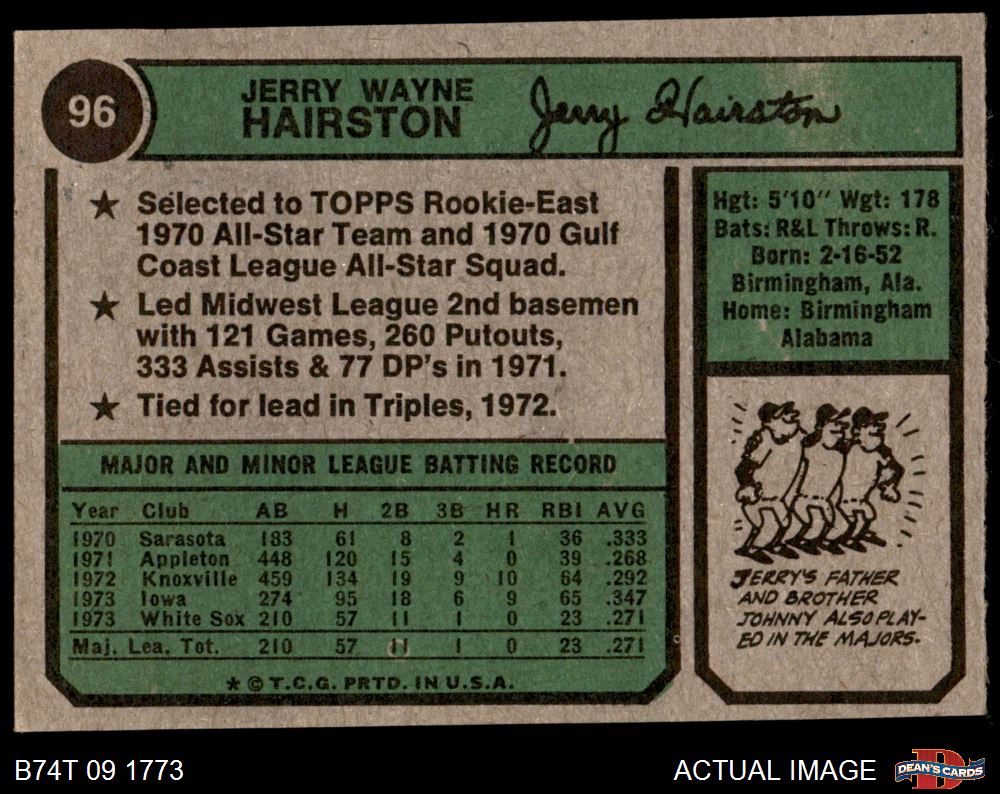 96
JERRY WAYNE
HAIRSTON
Jerry Hairston
★ Selected to TOPPS Rookie-East
1970 All-Star Team and 1970 Gulf
Coast League All-Star Squad.
★ Led Midwest League 2nd basemen
with 121 Games, 260 Putouts,
333 Assists & 77 DP's in 1971.
★ Tied for lead in Triples, 1972.
Hgt: 5'10" Wgt: 178
Bats: R&L Throws: R.
Born: 2-16-52
Birmingham, Ala.
Home: Birmingham
Alabama
MAJOR AND MINOR LEAGUE BATTING RECORD
Year Club AB H 2B 3B HR RBI AVG
1970 Sarasota 183 61 8 2 1 36 .333
1971 Appleton 448 120 15 4 0 39 .268
1972 Knoxville 459 134 19 9 10 64 .292
1973 Iowa 274 95 18 6 9 65 .347
1973 White Sox 210 57 11 1 0 23 .271
Maj. Lea. Tot. 210 57 11 1 0 23 .271
★ © T.C.G. PRTD. IN U.S.A.
JERRY'S FATHER
AND BROTHER
JOHNNY ALSO PLAY-
ED IN THE MAJORS.
B74T 09 1773
ACTUAL IMAGE
DEAN'S CARDS